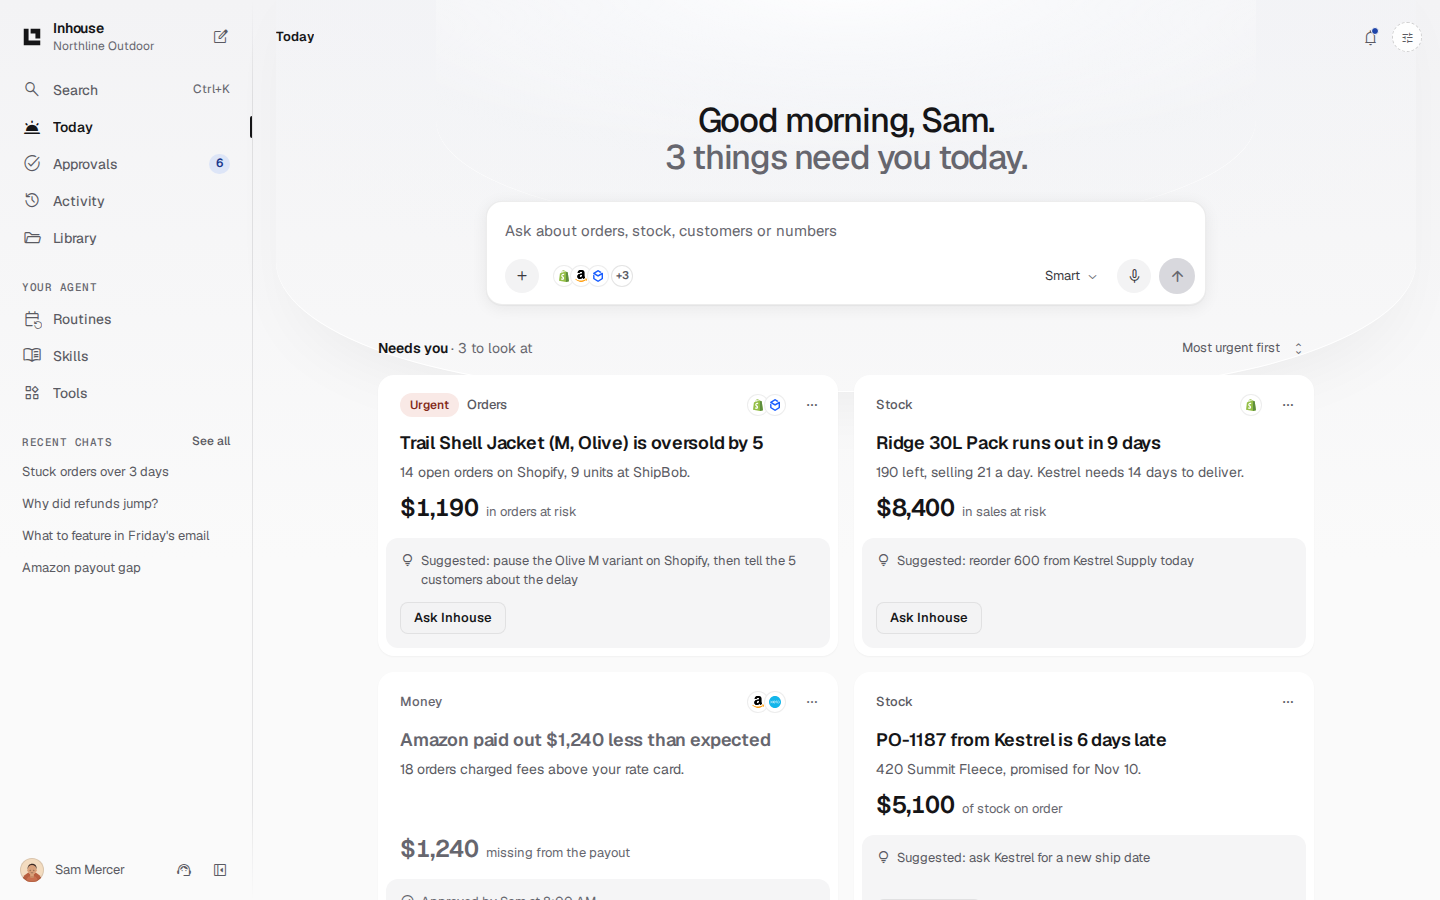 Inhouse
Northline Outdoor
Search
Ctrl+K
Today
Approvals
6
Activity
Library
YOUR AGENT
Routines
Skills
Tools
RECENT CHATS
See all
Stuck orders over 3 days
Why did refunds jump?
What to feature in Friday's email
Amazon payout gap
Sam Mercer
Today
Good morning, Sam.
3 things need you today.
Ask about orders, stock, customers or numbers
+3
Smart
Needs you · 3 to look at
Most urgent first
Urgent
Orders
Trail Shell Jacket (M, Olive) is oversold by 5
14 open orders on Shopify, 9 units at ShipBob.
$1,190 in orders at risk
Suggested: pause the Olive M variant on Shopify, then tell the 5
customers about the delay
Ask Inhouse
Stock
Ridge 30L Pack runs out in 9 days
190 left, selling 21 a day. Kestrel needs 14 days to deliver.
$8,400 in sales at risk
Suggested: reorder 600 from Kestrel Supply today
Ask Inhouse
Money
Amazon paid out $1,240 less than expected
18 orders charged fees above your rate card.
$1,240 missing from the payout
Approved by Sam at 8:00 AM
Stock
PO-1187 from Kestrel is 6 days late
420 Summit Fleece, promised for Nov 10.
$5,100 of stock on order
Suggested: ask Kestrel for a new ship date